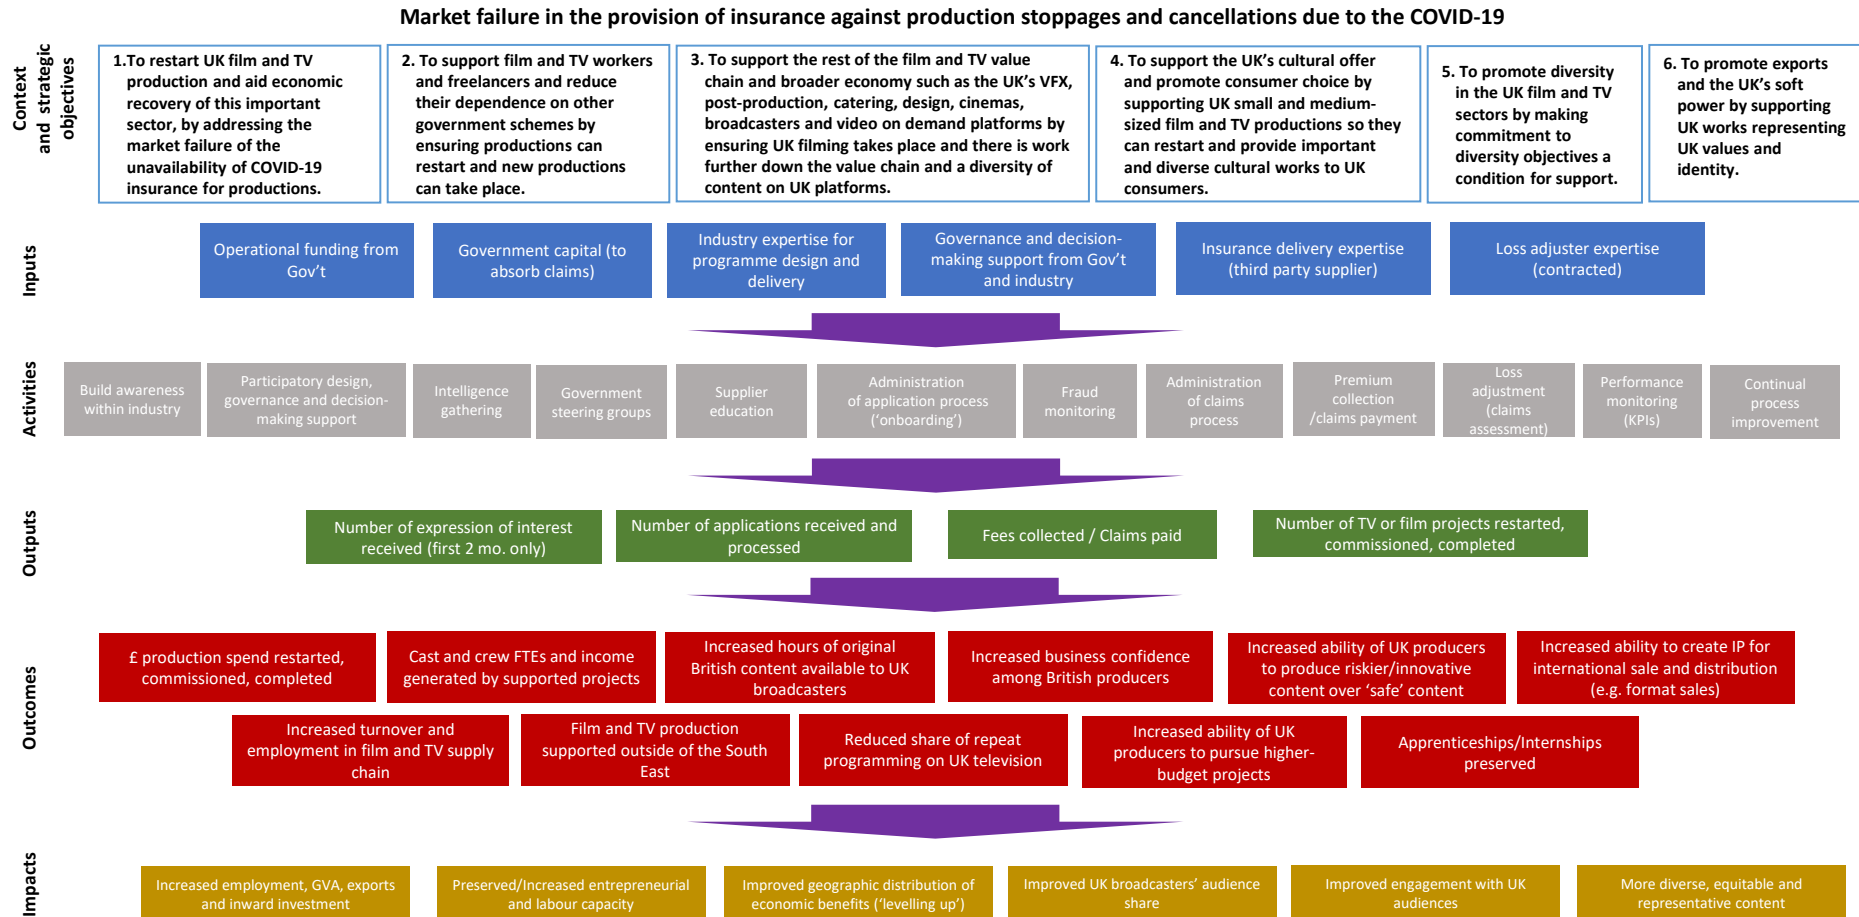 Market failure in the provision of insurance against production stoppages and cancellations due to the COVID-19
Context
and strategic
objectives
1.To restart UK film and TV
production and aid economic
recovery of this important
sector, by addressing the
market failure of the
unavailability of COVID-19
insurance for productions.
2. To support film and TV workers
and freelancers and reduce
their dependence on other
government schemes by
ensuring productions can
restart and new productions
can take place.
3. To support the rest of the film and TV value
chain and broader economy such as the UK's VFX,
post-production, catering, design, cinemas,
broadcasters and video on demand platforms by
ensuring UK filming takes place and there is work
further down the value chain and a diversity of
content on UK platforms.
4. To support the UK's cultural offer
and promote consumer choice by
supporting UK small and medium-
sized film and TV productions so they
can restart and provide important
and diverse cultural works to UK
consumers.
5. To promote diversity
in the UK film and TV
sectors by making
commitment to
diversity objectives a
condition for support.
6. To promote exports
and the UK's soft
power by supporting
UK works representing
UK values and
identity.
Inputs
Operational funding from
Gov't
Government capital (to
absorb claims)
Industry expertise for
programme design and
delivery
Governance and decision-
making support from Gov't
and industry
Insurance delivery expertise
(third party supplier)
Loss adjuster expertise
(contracted)
Activities
Build awareness
within industry
Participatory design,
governance and decision-
making support
Intelligence
gathering
Government
steering groups
Supplier
education
Administration
of application process
('onboarding')
Fraud
monitoring
Administration
of claims
process
Premium
collection
/claims payment
Loss
adjustment
(claims
assessment)
Performance
monitoring
(KPIs)
Continual
process
improvement
Outputs
Number of expression of interest
received (first 2 mo. only)
Number of applications received and
processed
Fees collected / Claims paid
Number of TV or film projects restarted,
commissioned, completed
Outcomes
£ production spend restarted,
commissioned, completed
Cast and crew FTEs and income
generated by supported projects
Increased hours of original
British content available to UK
broadcasters
Increased business confidence
among British producers
Increased ability of UK producers
to produce riskier/innovative
content over 'safe' content
Increased ability to create IP for
international sale and distribution
(e.g. format sales)
Increased turnover and
employment in film and TV supply
chain
Film and TV production
supported outside of the South
East
Reduced share of repeat
programming on UK television
Increased ability of UK
producers to pursue higher-
budget projects
Apprenticeships/Internships
preserved
Impacts
Increased employment, GVA, exports
and inward investment
Preserved/Increased entrepreneurial
and labour capacity
Improved geographic distribution of
economic benefits ('levelling up')
Improved UK broadcasters' audience
share
Improved engagement with UK
audiences
More diverse, equitable and
representative content